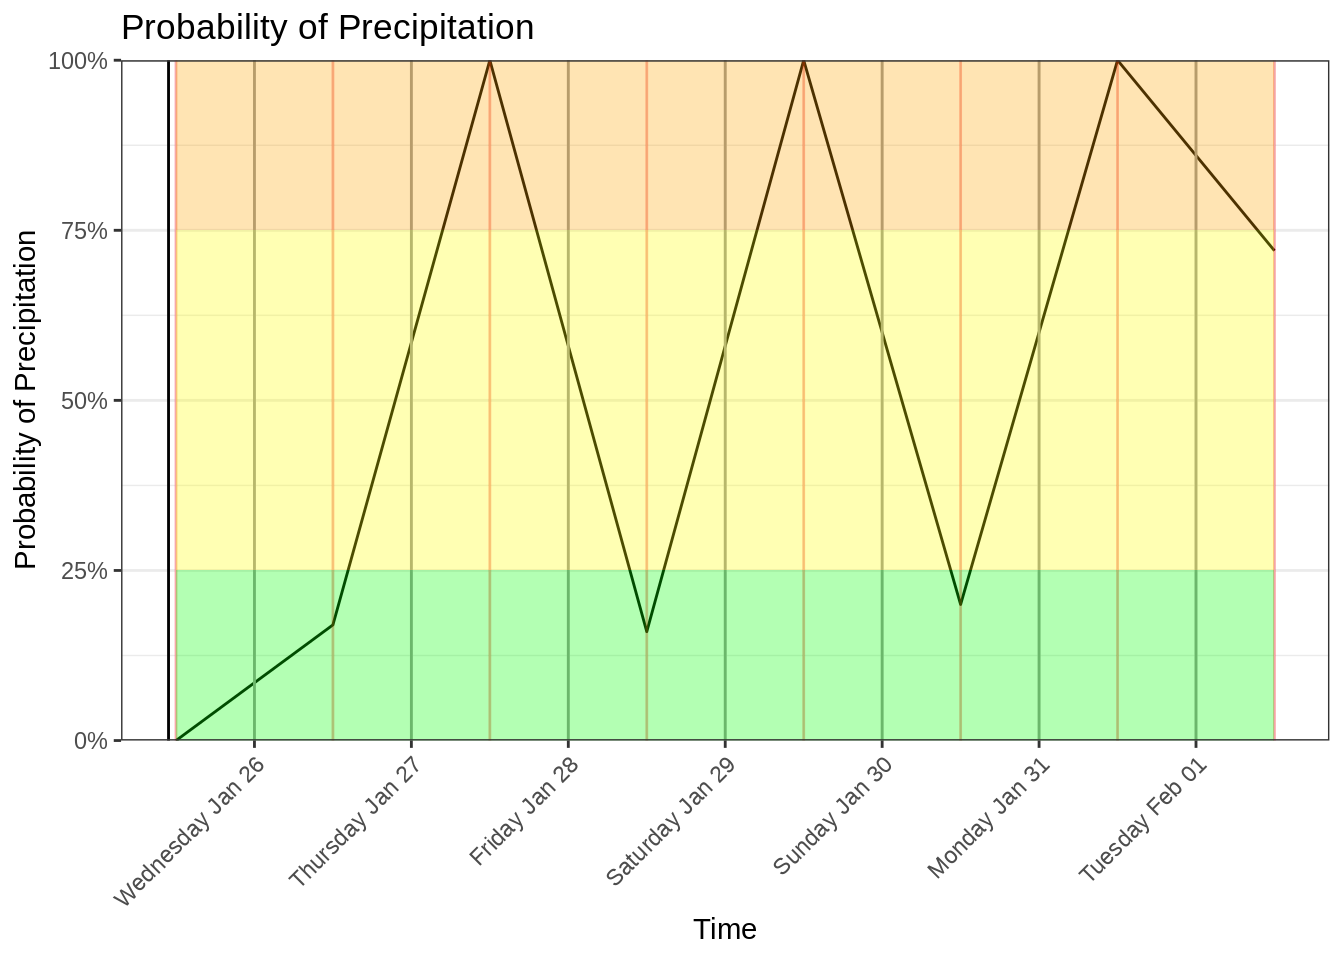 Probability of Precipitation
100%
75%
50%
25%
0%
Probability of Precipitation
Wednesday Jan 26
Thursday Jan 27
Friday Jan 28
Saturday Jan 29
Sunday Jan 30
Monday Jan 31
Tuesday Feb 01
Time